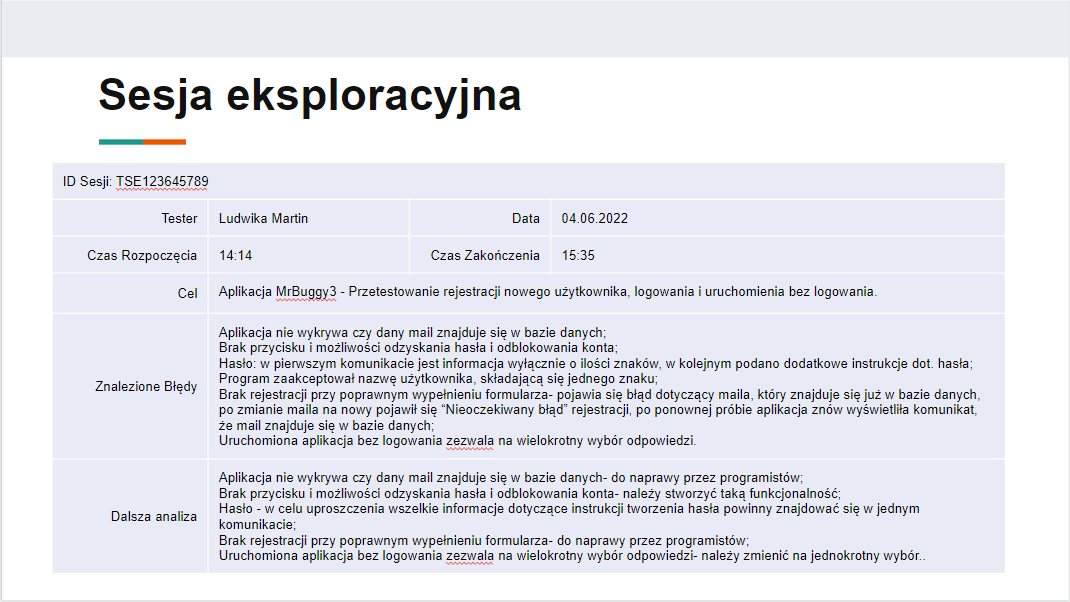 Sesja eksploracyjna
ID Sesji: TSE123645789
Tester Ludwika Martin Data 04.06.2022
Czas Rozpoczęcia 14:14 Czas Zakończenia 15:35
Cel Aplikacja MrBuggy3 - Przetestowanie rejestracji nowego użytkownika, logowania i uruchomienia bez logowania.
Znalezione Błędy
Aplikacja nie wykrywa czy dany mail znajduje się w bazie danych;
Brak przycisku i możliwości odzyskania hasła i odblokowania konta;
Hasło: w pierwszym komunikacie jest informacja wyłącznie o ilości znaków, w kolejnym podano dodatkowe instrukcje dot. hasła;
Program zaakceptował nazwę użytkownika, składającą się jednego znaku;
Brak rejestracji przy poprawnym wypełnieniu formularza- pojawia się błąd dotyczący maila, który znajduje się już w bazie danych,
po zmianie maila na nowy pojawił się “Nieoczekiwany błąd” rejestracji, po ponownej próbie aplikacja znów wyświetliła komunikat,
że mail znajduje się w bazie danych;
Uruchomiona aplikacja bez logowania zezwala na wielokrotny wybór odpowiedzi.
Dalsza analiza
Aplikacja nie wykrywa czy dany mail znajduje się w bazie danych- do naprawy przez programistów;
Brak przycisku i możliwości odzyskania hasła i odblokowania konta- należy stworzyć taką funkcjonalność;
Hasło - w celu uproszczenia wszelkie informacje dotyczące instrukcji tworzenia hasła powinny znajdować się w jednym
komunikacie;
Brak rejestracji przy poprawnym wypełnieniu formularza- do naprawy przez programistów;
Uruchomiona aplikacja bez logowania zezwala na wielokrotny wybór odpowiedzi- należy zmienić na jednokrotny wybór..